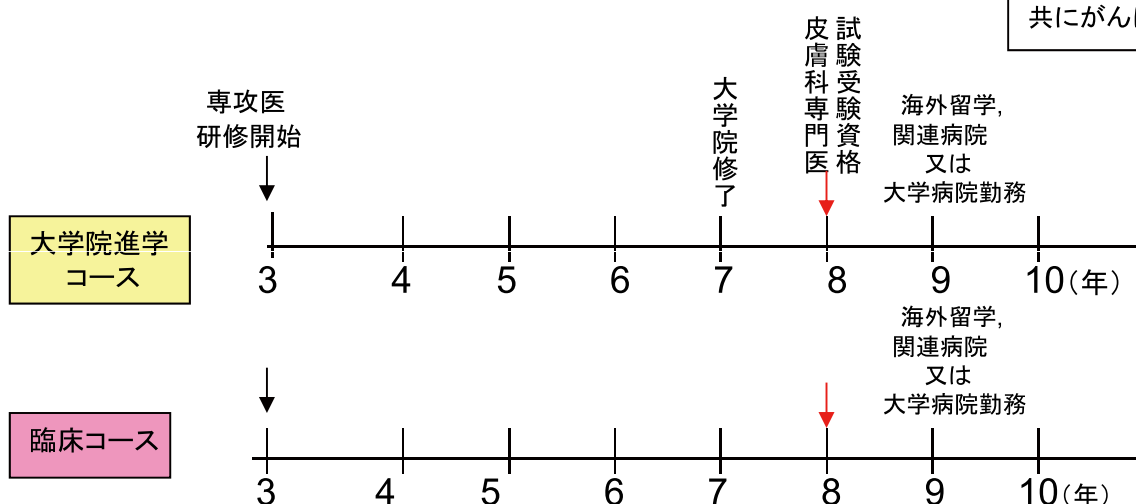 共にがん
専攻医
研修開始
大学院修了
皮膚科専門医
試験受験資格
海外留学,
関連病院
又は
大学病院勤務
大学院進学
コース
3 4 5 6 7 8 9 10(年)
海外留学,
関連病院
又は
大学病院勤務
臨床コース
3 4 5 6 7 8 9 10(年)